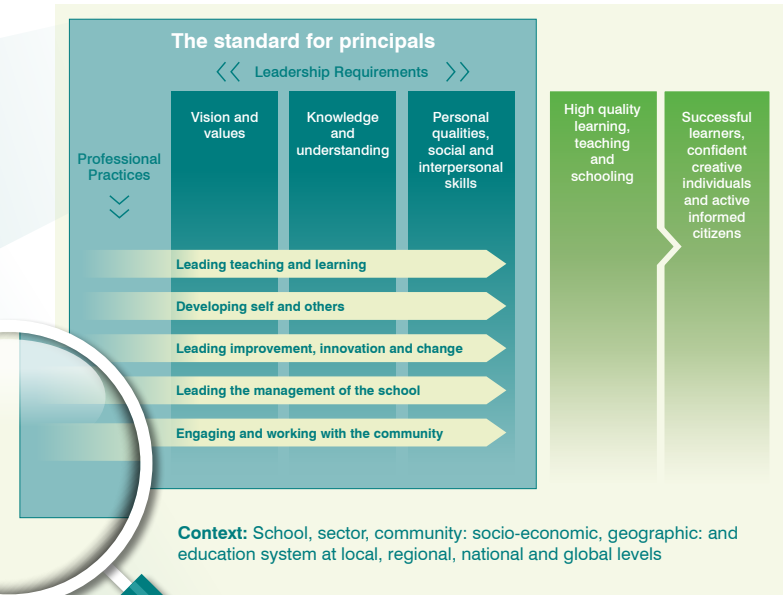 The standard for principals
Leadership Requirements
Professional
Practices
Vision and
values
Knowledge
and
understanding
Personal
qualities,
social and
interpersonal
skills
High quality
learning,
teaching
and
schooling
Successful
learners,
confident
creative
individuals
and active
informed
citizens
Leading teaching and learning
Developing self and others
Leading improvement, innovation and change
Leading the management of the school
Engaging and working with the community
Context: School, sector, community: socio-economic, geographic: and
education system at local, regional, national and global levels